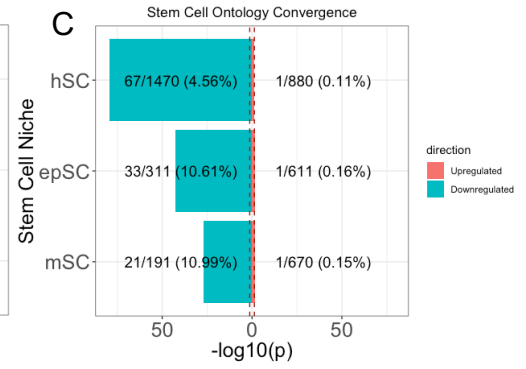 C
Stem Cell Ontology Convergence
Stem Cell Niche
hSC
67/1470 (4.56%)
1/880 (0.11%)
epSC
33/311 (10.61%)
1/611 (0.16%)
mSC
21/191 (10.99%)
1/670 (0.15%)
50
0
50
-log10(p)
direction
Upregulated
Downregulated